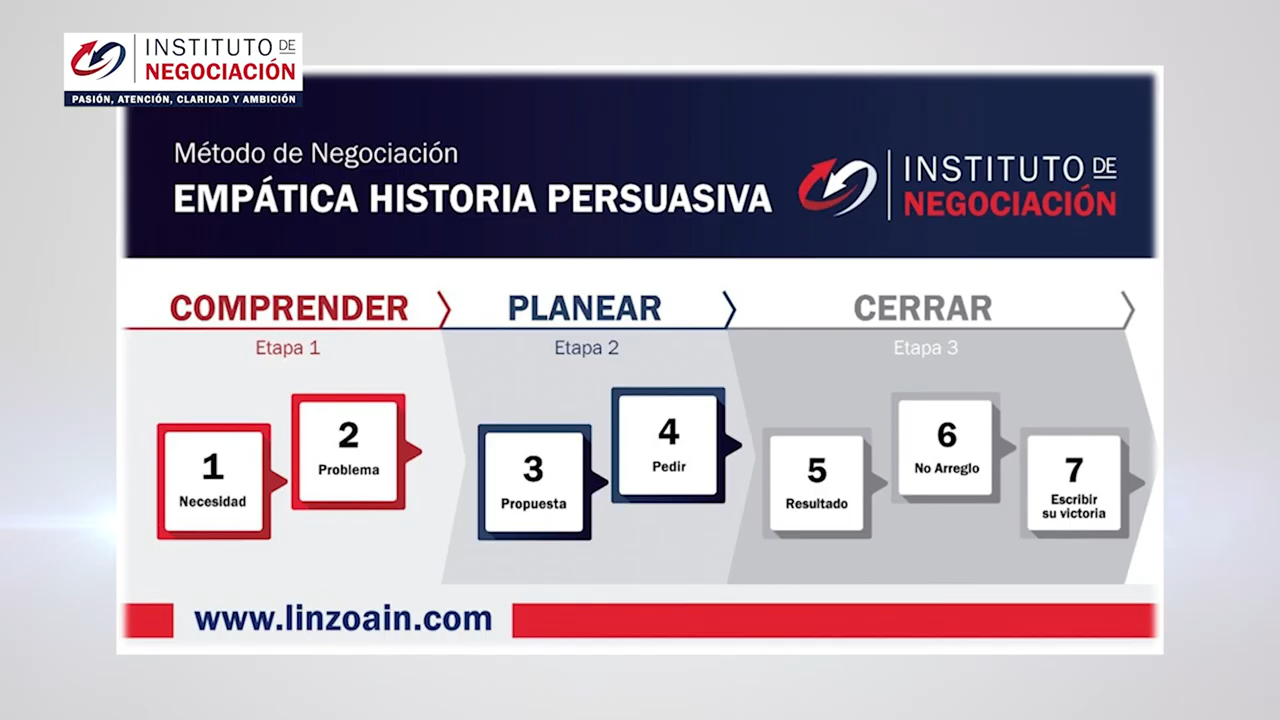 INSTITUTO DE
NEGOCIACIÓN
PASIÓN, ATENCIÓN, CLARIDAD Y AMBICIÓN
Método de Negociación
EMPÁTICA HISTORIA PERSUASIVA
INSTITUTO DE
NEGOCIACIÓN
COMPRENDER
Etapa 1
1
Necesidad
2
Problema
PLANEAR
Etapa 2
3
Propuesta
4
Pedir
CERRAR
Etapa 3
5
Resultado
6
No Arreglo
7
Escribir
su victoria
www.linzoain.com